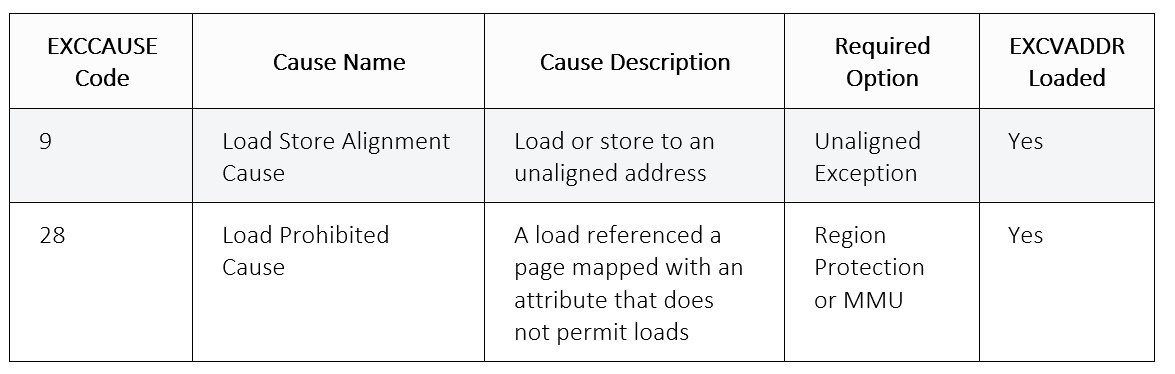 EXCCAUSE Code
Cause Name
Cause Description
Required Option
EXCVADDR Loaded
9
Load Store Alignment
Cause
Load or store to an
unaligned address
Unaligned
Exception
Yes
28
Load Prohibited
Cause
A load referenced a
page mapped with an
attribute that does
not permit loads
Region
Protection
or MMU
Yes